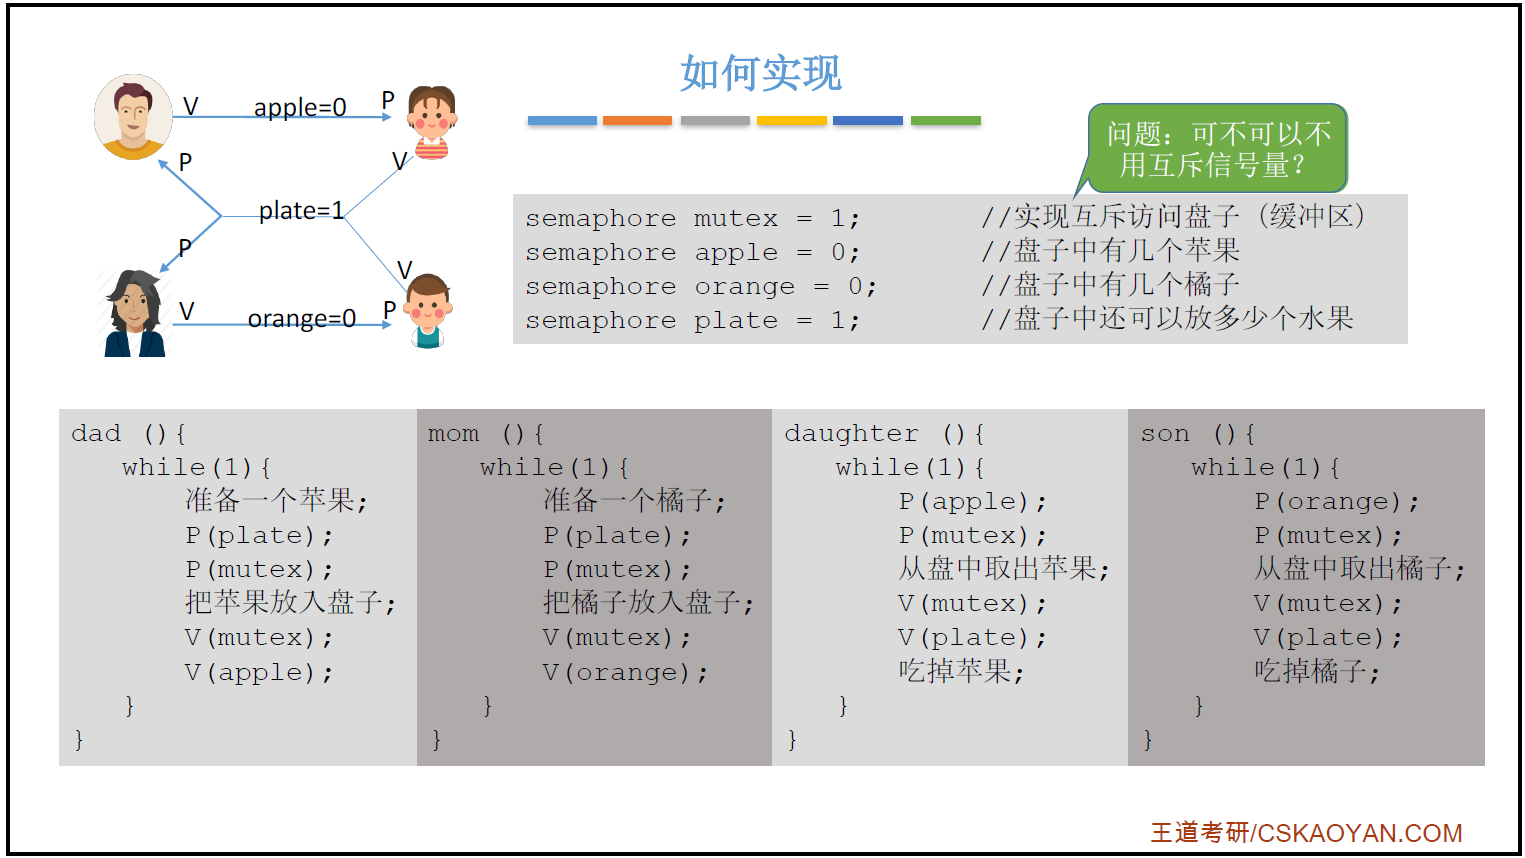 如何实现
V apple=0 P
P V
plate=1
P V
V orange=0 P
问题：可不可以不
用互斥信号量？
semaphore mutex = 1; //实现互斥访问盘子（缓冲区）
semaphore apple = 0; //盘子中有几个苹果
semaphore orange = 0; //盘子中有几个橘子
semaphore plate = 1; //盘子中还可以放多少个水果
dad (){
while(1){
准备一个苹果;
P(plate);
P(mutex);
把苹果放入盘子;
V(mutex);
V(apple);
}
}
mom (){
while(1){
准备一个橘子;
P(plate);
P(mutex);
把橘子放入盘子;
V(mutex);
V(orange);
}
}
daughter (){
while(1){
P(apple);
P(mutex);
从盘中取出苹果;
V(mutex);
V(plate);
吃掉苹果;
}
}
son (){
while(1){
P(orange);
P(mutex);
从盘中取出橘子;
V(mutex);
V(plate);
吃掉橘子;
}
}
王道考研/CSKAOYAN.COM